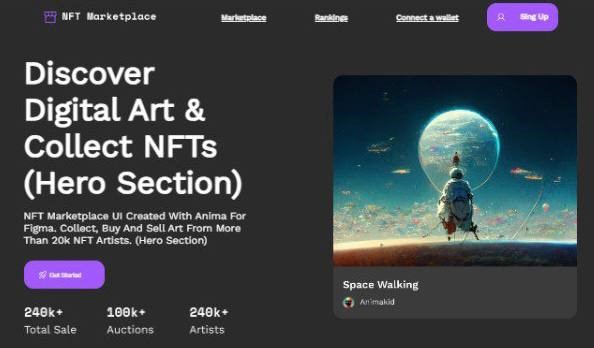 NFT Marketplace
Marketplace
Rankings
Connect a wallet
Sing Up
Discover
Digital Art &
Collect NFTs
(Hero Section)
NFT Marketplace UI Created With Anima For
Figma. Collect, Buy And Sell Art From More
Than 20k NFT Artists. (Hero Section)
Get Started
240k+
Total Sale
100k+
Auctions
240k+
Artists
Space Walking
Animakid